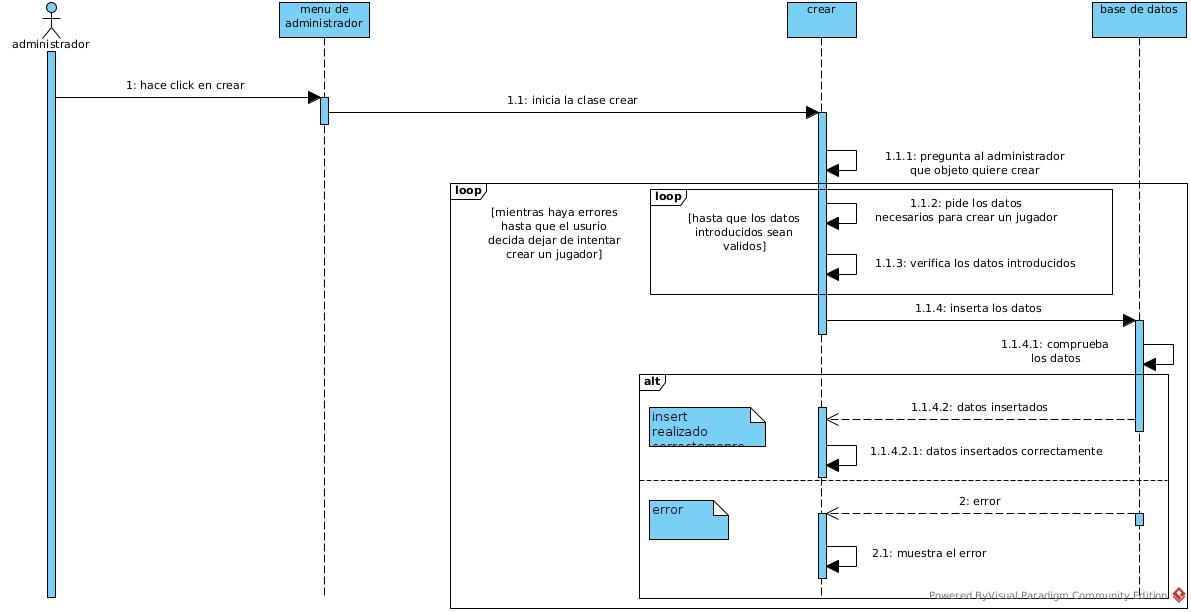 menu de
administrador
crear
base de datos
administrador
1: hace click en crear
1.1: inicia la clase crear
1.1.1: pregunta al administrador
que objeto quiere crear
loop
[mientras haya errores
hasta que el usurio
decida dejar de intentar
crear un jugador]
loop
[hasta que los datos
introducidos sean
validos]
1.1.2: pide los datos
necesarios para crear un jugador
1.1.3: verifica los datos introducidos
1.1.4: inserta los datos
1.1.4.1: comprueba
los datos
alt
insert
realizado
1.1.4.2: datos insertados
1.1.4.2.1: datos insertados correctamente
error
2: error
2.1: muestra el error
Powered ByVisual Paradigm Community Edition